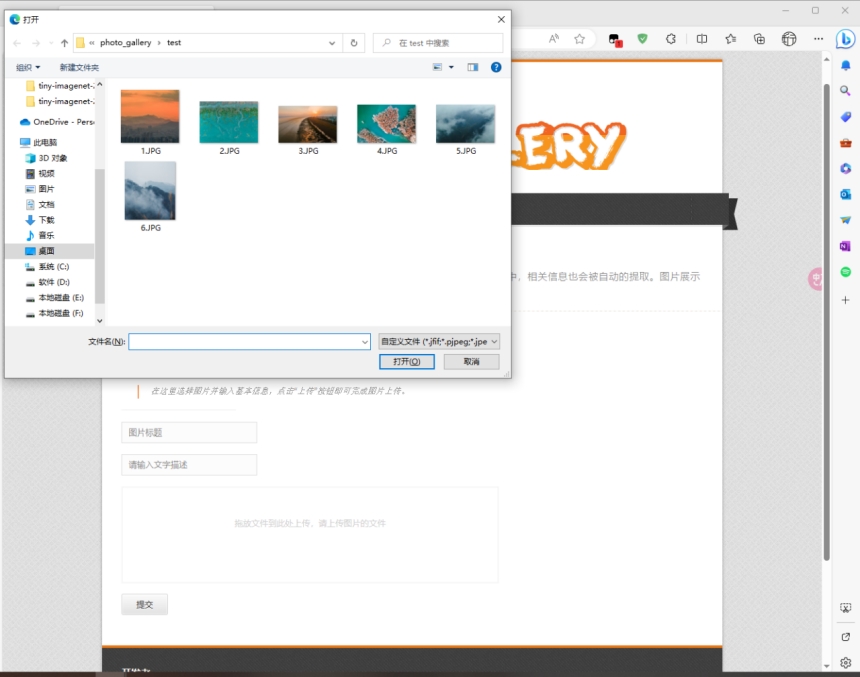 打开
« photo_gallery › test
在 test 中搜索
组织
新建文件夹
tiny-imagenet-
tiny-imagenet-
OneDrive - Pers
此电脑
3D 对象
视频
图片
文档
下载
音乐
桌面
系统 (C:)
软件 (D:)
本地磁盘 (E:)
本地磁盘 (F:)
1.JPG
2.JPG
3.JPG
4.JPG
5.JPG
6.JPG
文件名(N):
自定义文件 (*.jfif;*.pjpeg;*.jpe
打开(O)
取消
LERY
中，相关信息也会被自动的提取。图片展示
在这里选择图片并输入基本信息，点击“上传”按钮即可完成图片上传。
图片标题
请输入文字描述
拖放文件到此处上传，请上传图片的文件
提交
开发者